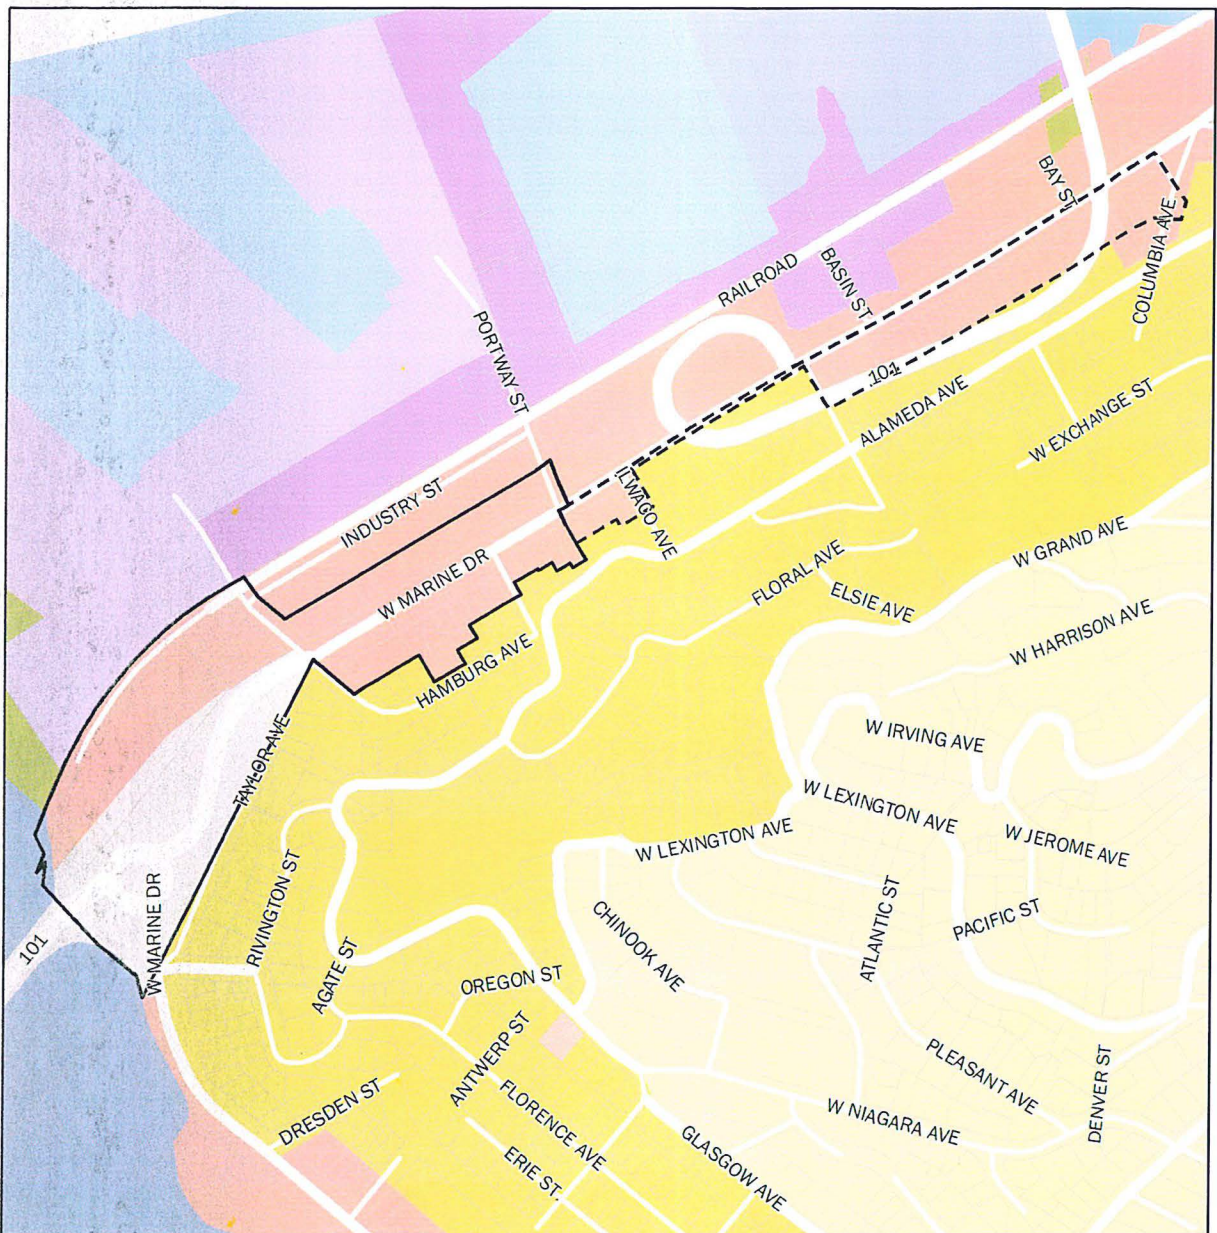 BAY ST
COLUMBIA AVE
RAILROAD
BASIN ST
PORTWAY ST
101
ALAMEDA AVE
W EXCHANGE ST
INDUSTRY ST
ILWACO AVE
W MARINE DR
W GRAND AVE
FLORAL AVE
ELSIE AVE
W HARRISON AVE
HAMBURG AVE
W IRVING AVE
TAYLOR AVE
W LEXINGTON AVE
W LEXINGTON AVE
W JEROME AVE
RIVINGTON ST
W MARINE DR
101
CHINOOK AVE
ATLANTIC ST
PACIFIC ST
AGATE ST
OREGON ST
ANTWERP ST
PLEASANT AVE
DENVER ST
DRESDEN ST
FLORENCE AVE
W NIAGARA AVE
GLASGOW AVE
ERIE ST.